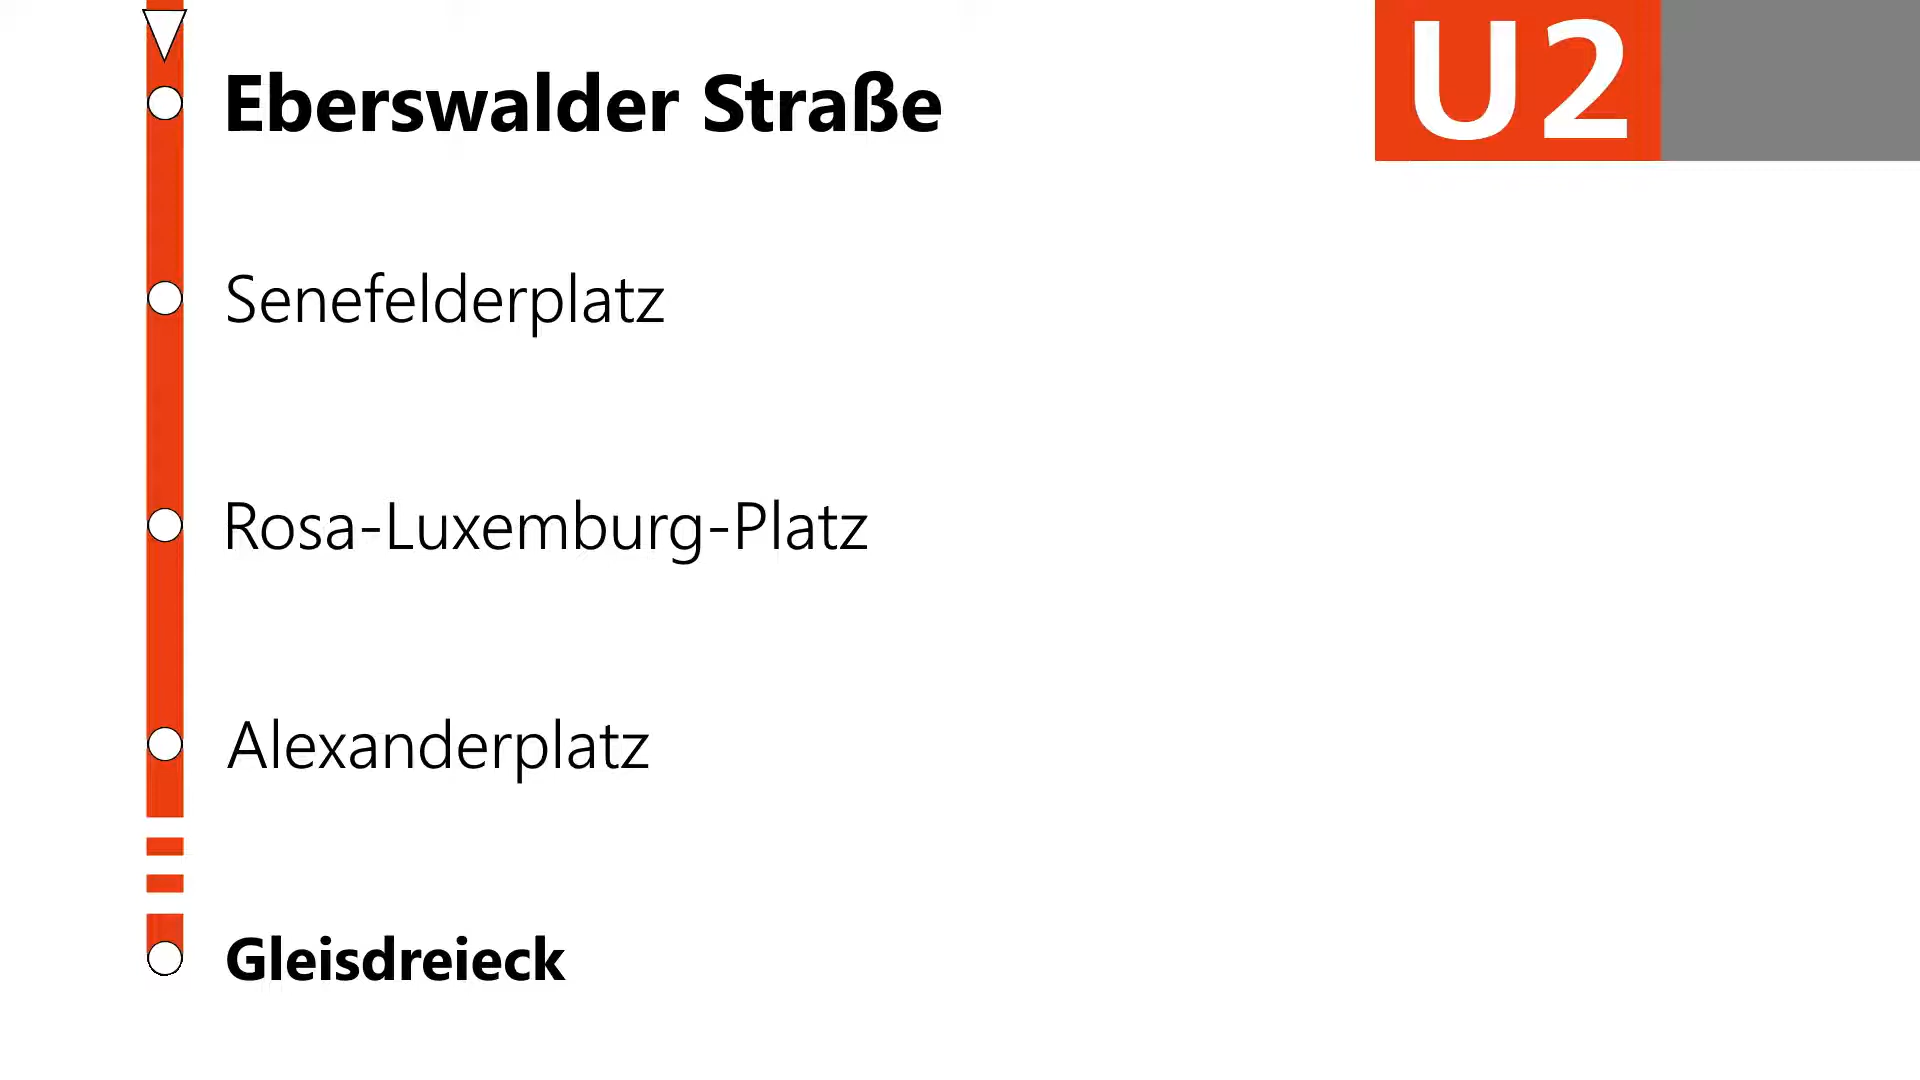 U2
Eberswalder Straße
Senefelderplatz
Rosa-Luxemburg-Platz
Alexanderplatz
Gleisdreieck